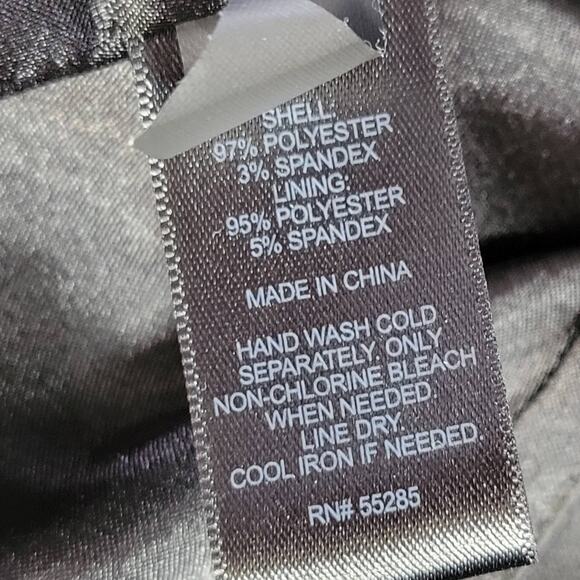 SHELL:
97% POLYESTER
3% SPANDEX
LINING:
95% POLYESTER
5% SPANDEX
MADE IN CHINA
HAND WASH COLD
SEPARATELY. ONLY
NON-CHLORINE BLEACH
WHEN NEEDED.
LINE DRY.
COOL IRON IF NEEDED.
RN# 55285